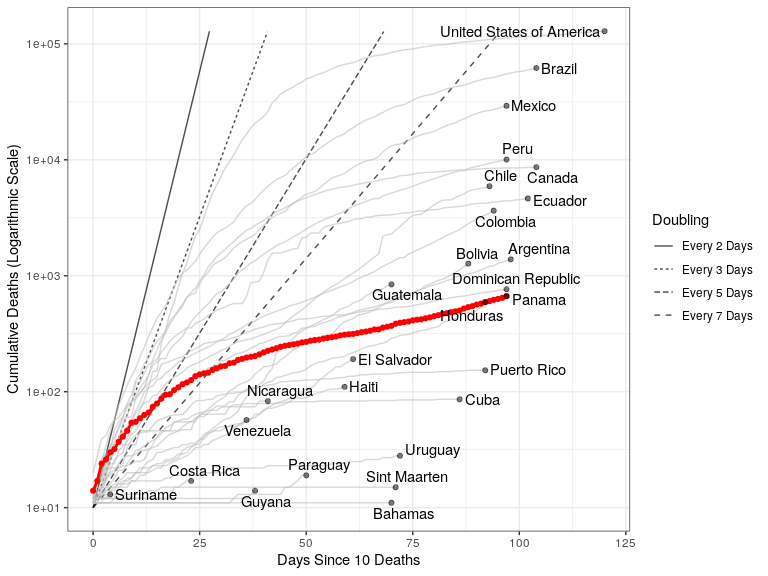 Cumulative Deaths (Logarithmic Scale)
1e+05
1e+04
1e+03
1e+02
1e+01
United States of America
Brazil
Mexico
Peru
Canada
Chile
Ecuador
Colombia
Argentina
Bolivia
Dominican Republic
Guatemala
Panama
Honduras
El Salvador
Puerto Rico
Haiti
Nicaragua
Cuba
Venezuela
Uruguay
Paraguay
Costa Rica
Sint Maarten
Suriname
Guyana
Bahamas
0
25
50
75
100
125
Days Since 10 Deaths
Doubling
Every 2 Days
Every 3 Days
Every 5 Days
Every 7 Days